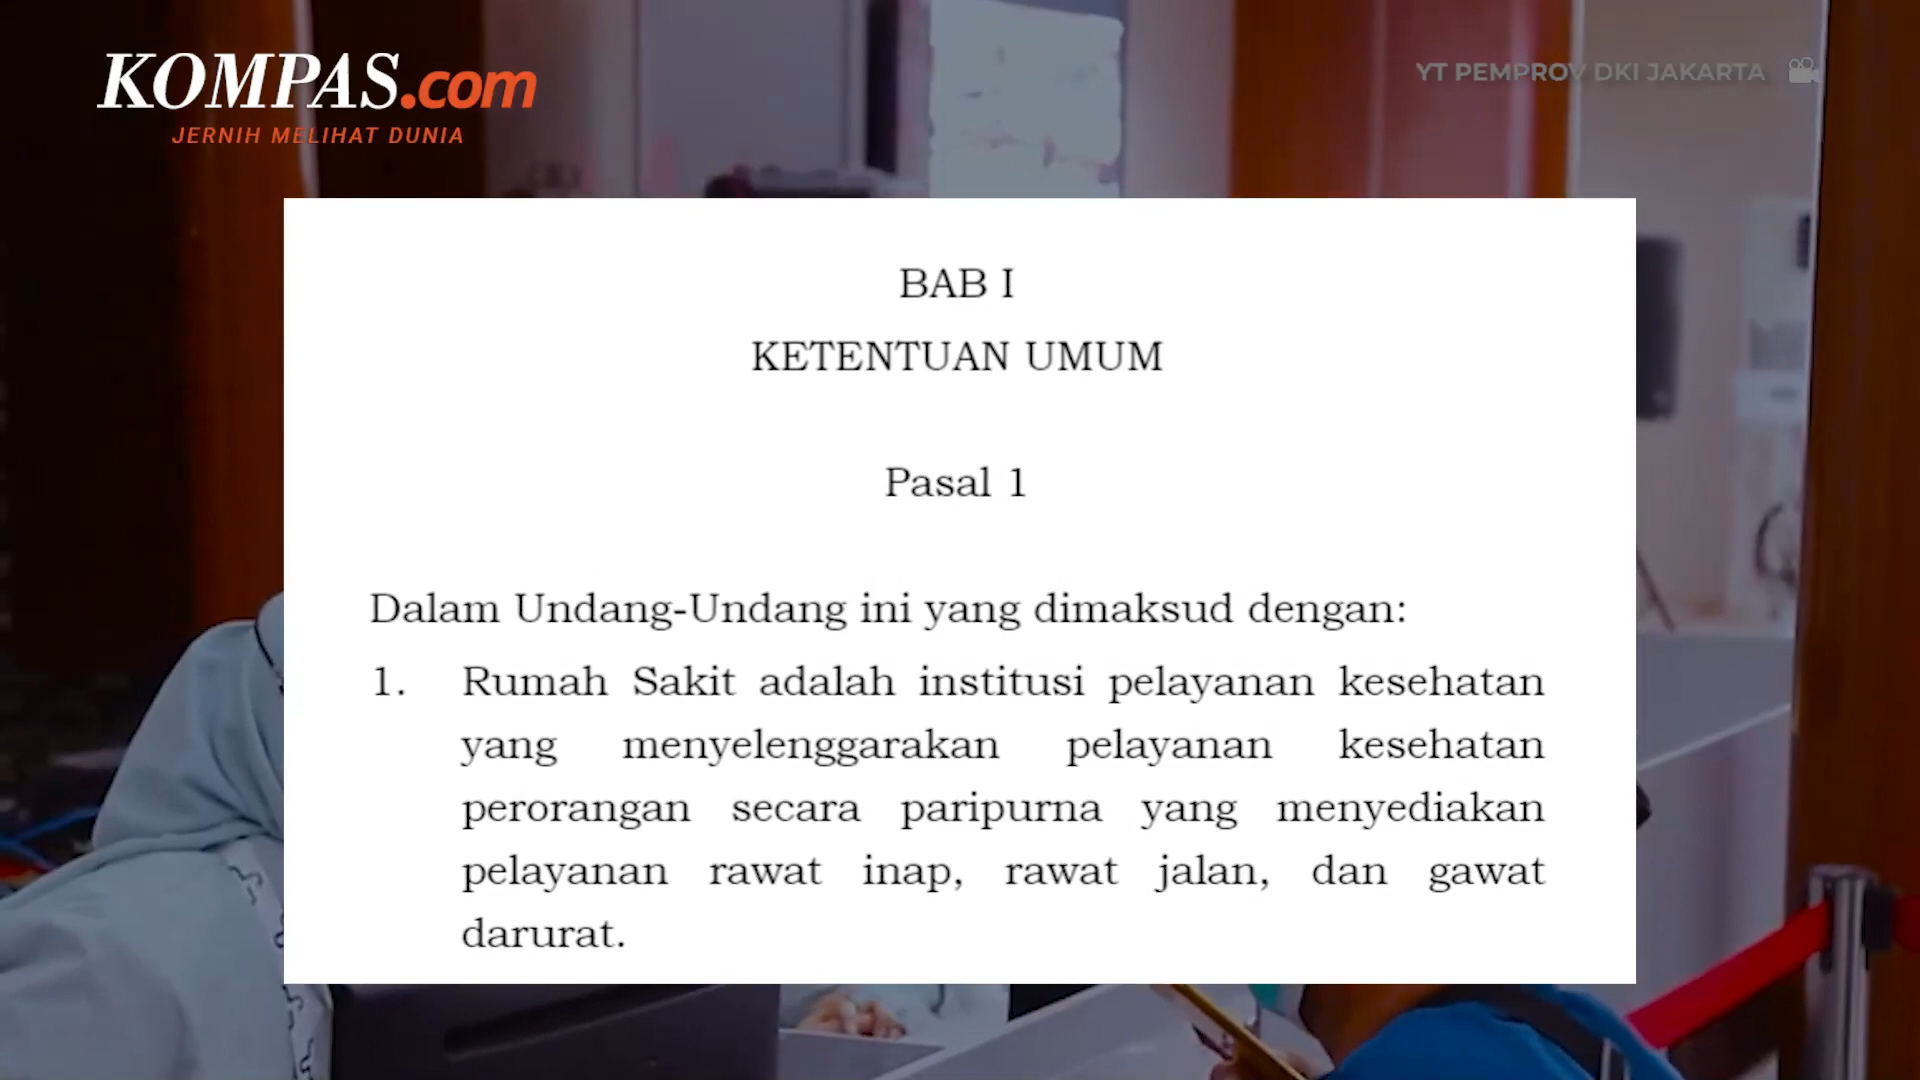 KOMPAS.com
JERNIH MELIHAT DUNIA
YT PEMPROV DKI JAKARTA
BAB I
KETENTUAN UMUM
Pasal 1
Dalam Undang-Undang ini yang dimaksud dengan:
1. Rumah Sakit adalah institusi pelayanan kesehatan
yang menyelenggarakan pelayanan kesehatan
perorangan secara paripurna yang menyediakan
pelayanan rawat inap, rawat jalan, dan gawat
darurat.